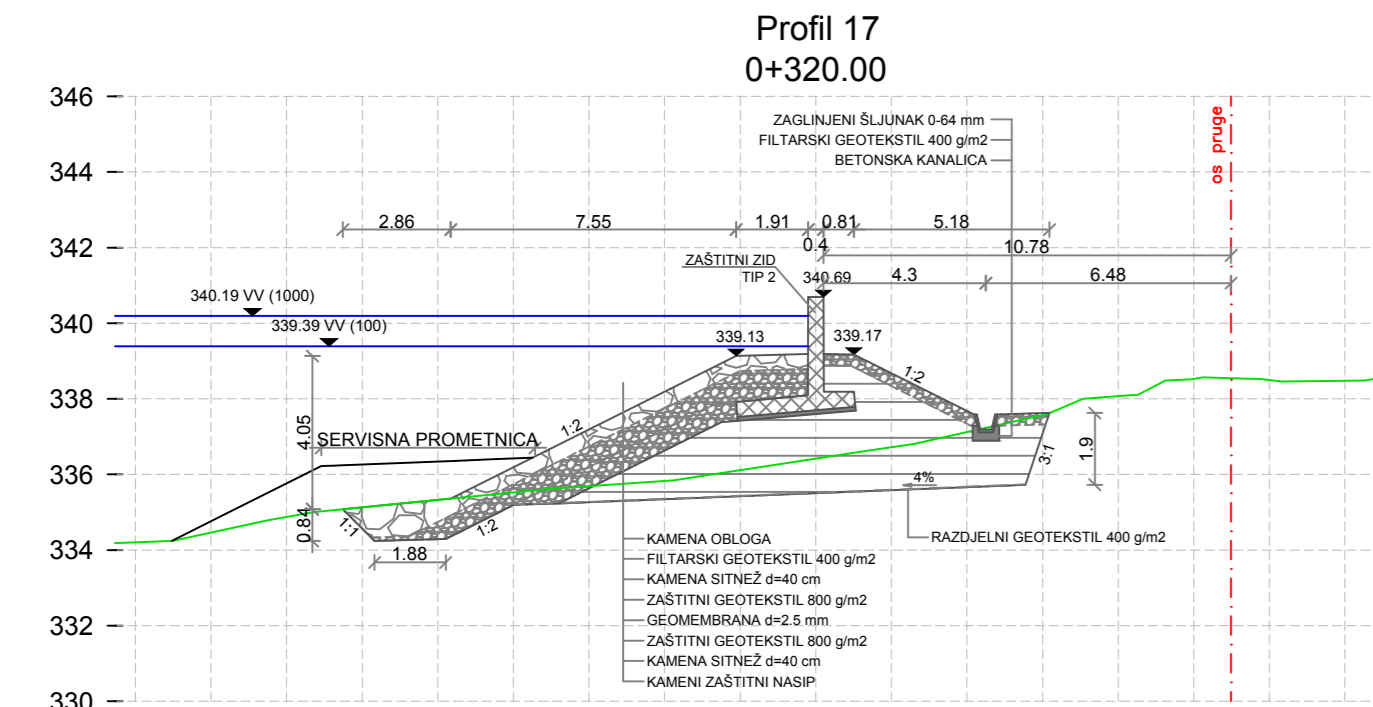 Profil 17
0+320.00
346
344
342
340
338
336
334
332
330
ZAGLINJENI ŠLJUNAK 0-64 mm
FILTARSKI GEOTEKSTIL 400 g/m2
BETONSKA KANALICA
os pruge
2.86
7.55
1.91
0.81
5.18
0.4
10.78
ZAŠTITNI ZID
TIP 2
340.69
4.3
6.48
340.19 VV (1000)
339.39 VV (100)
339.13
339.17
1:2
4.05
SERVISNA PROMETNICA
1:2
1.9
3:1
4%
0.84
1:1
1:2
1.88
RAZDJELNI GEOTEKSTIL 400 g/m2
KAMENA OBLOGA
FILTARSKI GEOTEKSTIL 400 g/m2
KAMENA SITNEŽ d=40 cm
ZAŠTITNI GEOTEKSTIL 800 g/m2
GEOMEMBRANA d=2.5 mm
ZAŠTITNI GEOTEKSTIL 800 g/m2
KAMENA SITNEŽ d=40 cm
KAMENI ZAŠTITNI NASIP